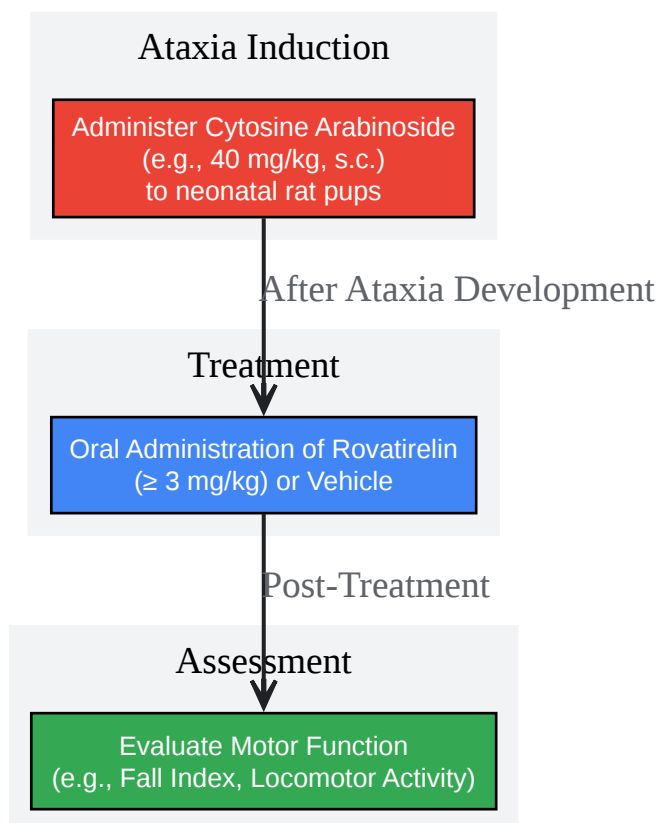 Ataxia Induction
Administer Cytosine Arabinoside
(e.g., 40 mg/kg, s.c.)
to neonatal rat pups
After Ataxia Development
Treatment
Oral Administration of Rovatirelin
(≥ 3 mg/kg) or Vehicle
Post-Treatment
Assessment
Evaluate Motor Function
(e.g., Fall Index, Locomotor Activity)